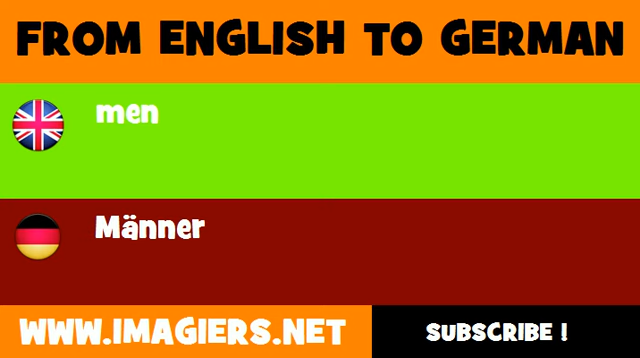 FROM ENGLISH TO GERMAN
men
Männer
WWW.IMAGIERS.NET
SUBSCRIBE !